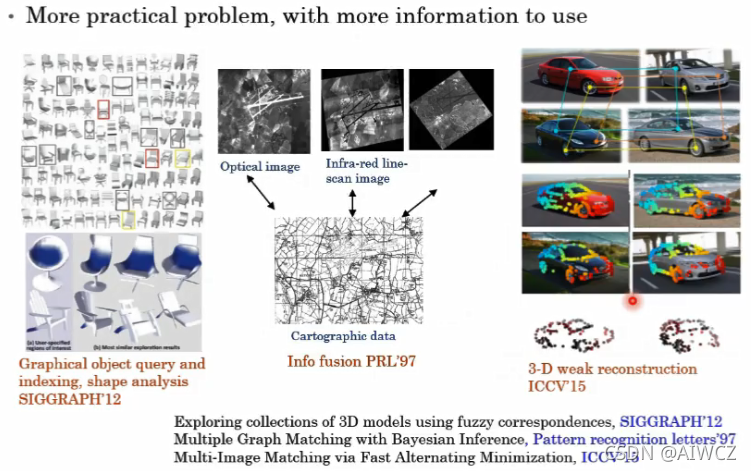 • More practical problem, with more information to use
Optical image
Infra-red line-
scan image
Cartographic data
(a) User-specified
regions of interest
(b) Most similar exploration results
Graphical object query and
indexing, shape analysis
SIGGRAPH'12
Info fusion PRL'97
3-D weak reconstruction
ICCV'15
Exploring collections of 3D models using fuzzy correspondences, SIGGRAPH'12
Multiple Graph Matching with Bayesian Inference, Pattern recognition letters'97
Multi-Image Matching via Fast Alternating Minimization, ICCV'15
CSDN @AIWCZ